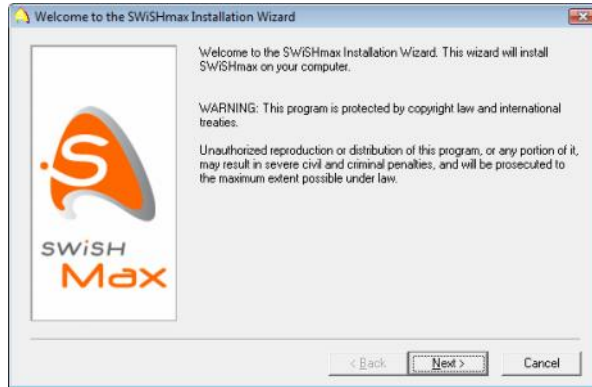 Welcome to the SWiSHmax Installation Wizard
Welcome to the SWiSHmax Installation Wizard. This wizard will install
SWiSHmax on your computer.
WARNING: This program is protected by copyright law and international
treaties.
Unauthorized reproduction or distribution of this program, or any portion of it,
may result in severe civil and criminal penalties, and will be prosecuted to
the maximum extent possible under law.
S
SWiSH
Max
< Back
Next >
Cancel